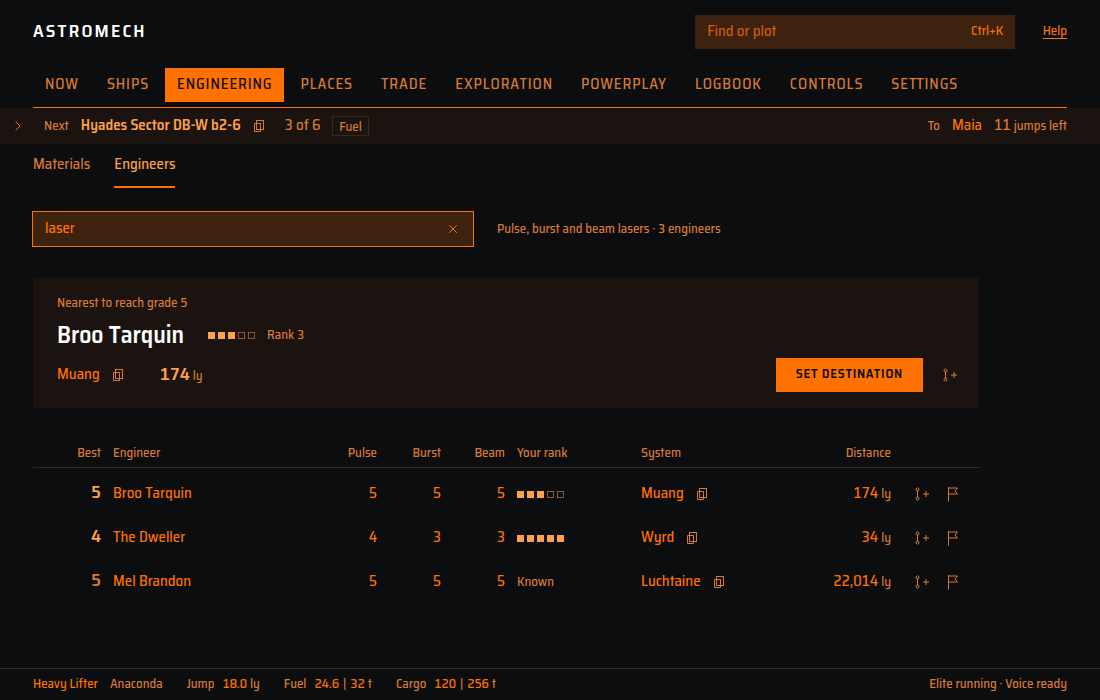 ASTROMECH
Find or plot Ctrl+K Help
NOW SHIPS ENGINEERING PLACES TRADE EXPLORATION POWERPLAY LOGBOOK CONTROLS SETTINGS
Next Hyades Sector DB-W b2-6 3 of 6 Fuel To Maia 11 jumps left
Materials Engineers
laser Pulse, burst and beam lasers · 3 engineers
Nearest to reach grade 5
Broo Tarquin Rank 3
Muang 174 ly SET DESTINATION
Best Engineer Pulse Burst Beam Your rank System Distance
5 Broo Tarquin 5 5 5 Muang 174 ly
4 The Dweller 4 3 3 Wyrd 34 ly
5 Mel Brandon 5 5 5 Known Luchtaine 22,014 ly
Heavy Lifter Anaconda Jump 18.0 ly Fuel 24.6 | 32 t Cargo 120 | 256 t Elite running · Voice ready